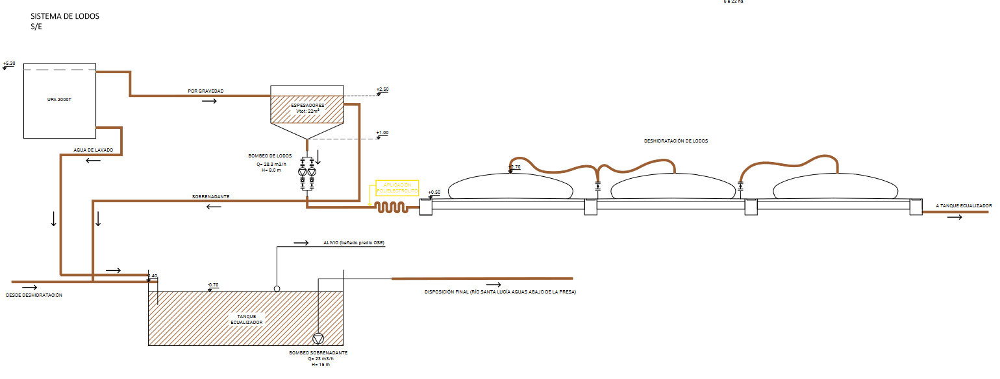 6 a 22 hs
SISTEMA DE LODOS
S/E
+5.30
UPA 2000T
POR GRAVEDAD
ESPESADORES
Vtot: 22m³
+2.50
+1.00
AGUA DE LAVADO
BOMBEO DE LODOS
Q= 28.3 m3/h
H= 8.0 m
DESHIDRATACIÓN DE LODOS
+2.70
APLICACIÓN
POLIELECTROLITO
+0.50
SOBRENADANTE
A TANQUE ECUALIZADOR
ALIVIO (bañado predio OSE)
-0.40
-0.70
DESDE DESHIDRATACIÓN
DISPOSICIÓN FINAL (RÍO SANTA LUCÍA AGUAS ABAJO DE LA PRESA)
TANQUE
ECUALIZADOR
BOMBEO SOBRENADANTE
Q= 23 m3/h
H= 15 m